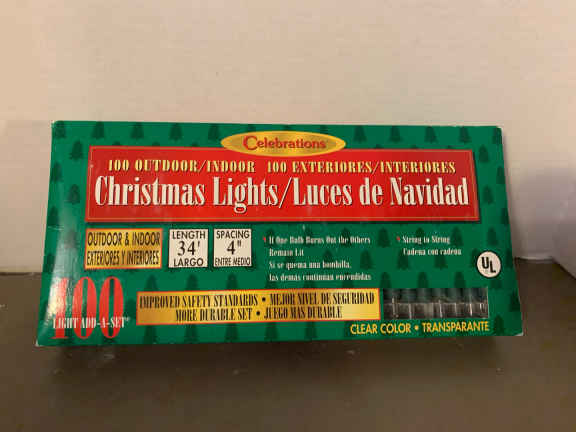 Celebrations
100 OUTDOOR/INDOOR 100 EXTERIORES/INTERIORES
Christmas Lights/Luces de Navidad
OUTDOOR & INDOOR
EXTERIORES Y INTERIORES
LENGTH
34'
LARGO
SPACING
4"
ENTRE MEDIO
If One Bulb Burns Out the Others
Remain Lit
Si se quema una bombilla,
las demas continuan encendidas
String to String
Cadena con cadena
UL
100
LIGHT ADD-A-SET®
IMPROVED SAFETY STANDARDS • MEJOR NIVEL DE SEGURIDAD
MORE DURABLE SET • JUEGO MAS DURABLE
CLEAR COLOR • TRANSPARANTE